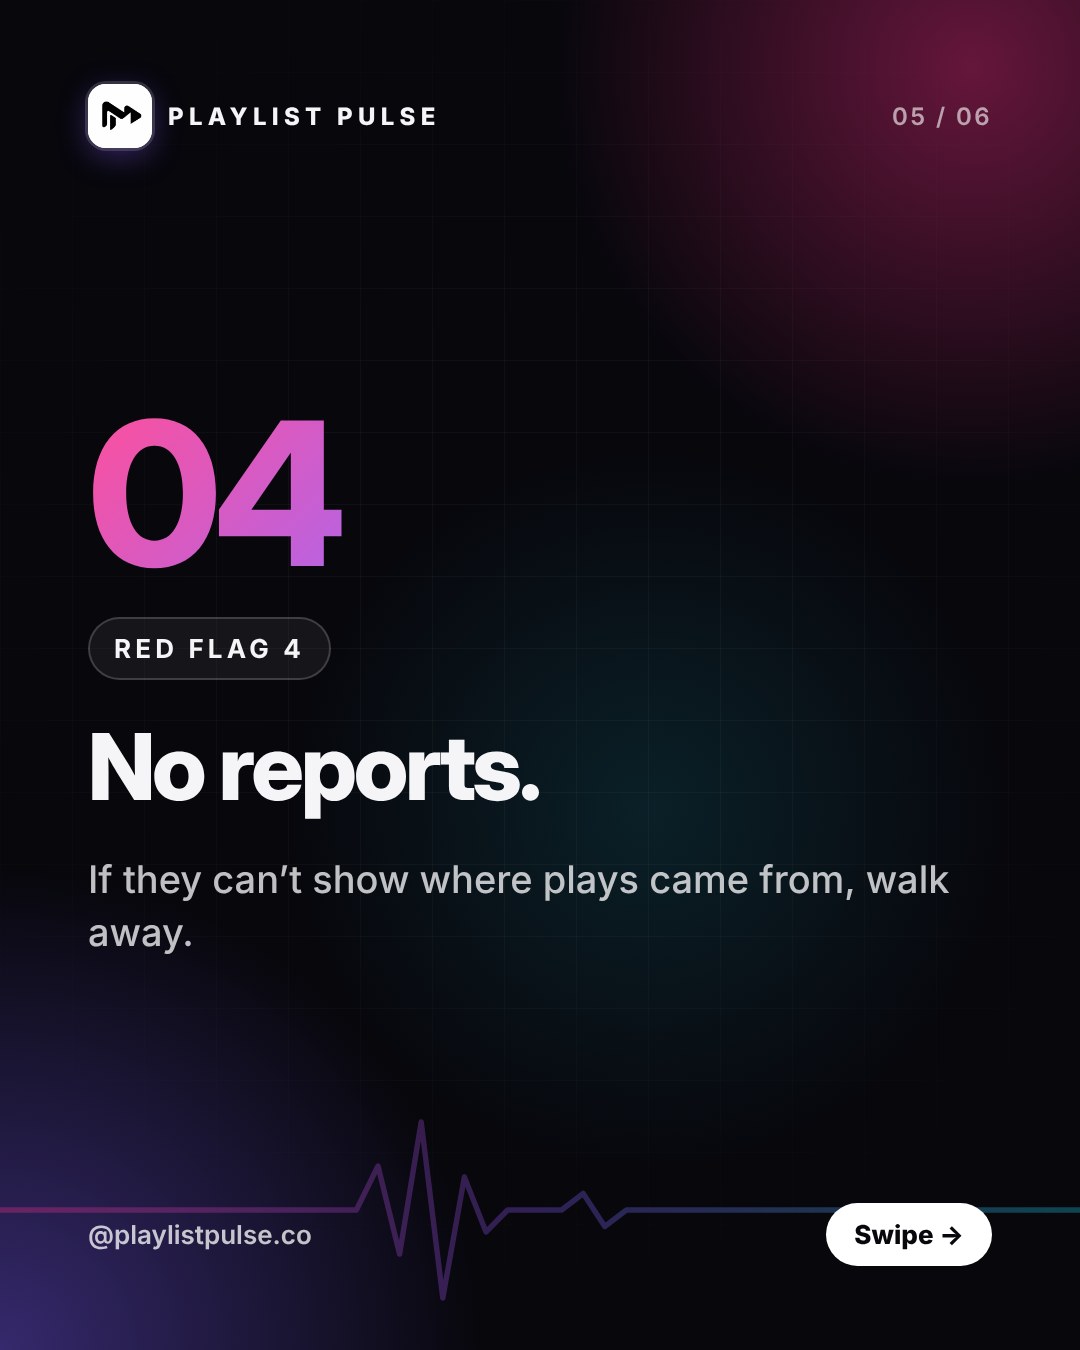 PLAYLIST PULSE
05 / 06
04
RED FLAG 4
No reports.
If they can’t show where plays came from, walk
away.
@playlistpulse.co
Swipe →